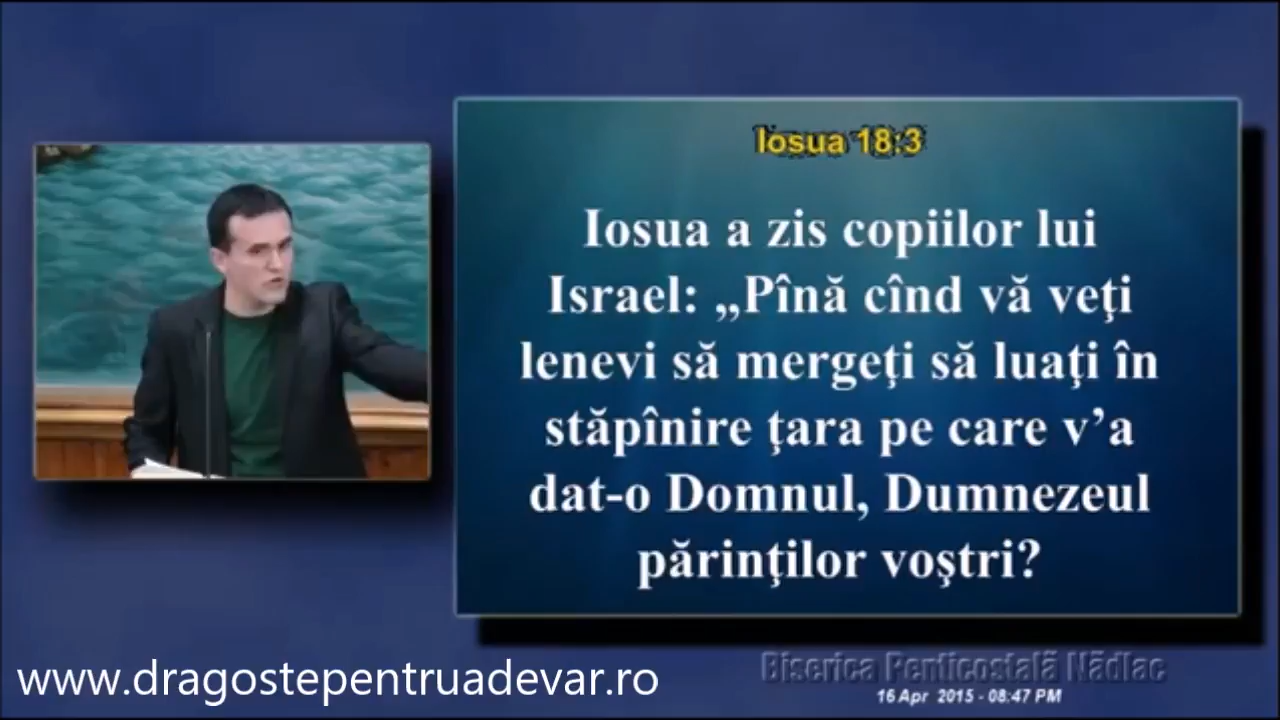 Iosua 18:3
Iosua a zis copiilor lui
Israel: „Pînă cînd vă veţi
lenevi să mergeţi să luaţi în
stăpînire ţara pe care v’a
dat-o Domnul, Dumnezeul
părinţilor voştri?
www.dragostepentruadevar.ro
Biserica Penticostală Nădlac
16 Apr 2015 - 08:47 PM